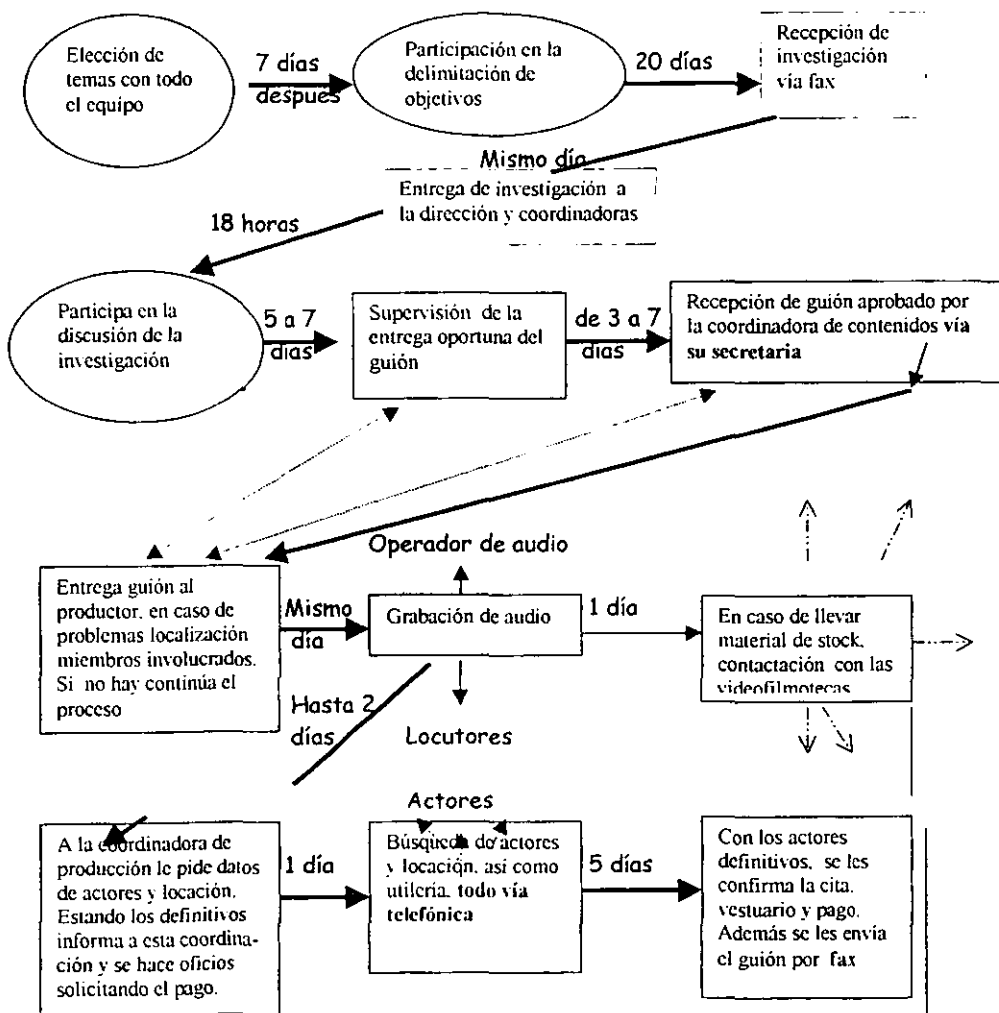 Elección de
temas con todo
el equipo
7 días
despues
Participación en la
delimitación de
objetivos
20 días
Recepción de
investigación
vía fax
Mismo día
Entrega de investigación a
la dirección y coordinadoras
18 horas
Participa en la
discusión de la
investigación
5 a 7
días
Supervisión de la
entrega oportuna del
guión
de 3 a 7
días
Recepción de guión aprobado por
la coordinadora de contenidos vía
su secretaria
Entrega guión al
productor, en caso de
problemas localización
miembros involucrados.
Si no hay continúa el
proceso
Mismo
día
Operador de audio
Grabación de audio
Locutores
1 día
En caso de llevar
material de stock,
contactación con las
videofilmotecas
Hasta 2
días
A la coordinadora de
producción le pide datos
de actores y locación.
Estando los definitivos
informa a esta coordina-
ción y se hace oficios
solicitando el pago.
1 día
Actores
Búsqueda de actores
y locación, así como
utilería, todo vía
telefónica
5 días
Con los actores
definitivos, se les
confirma la cita,
vestuario y pago.
Además se les envía
el guión por fax